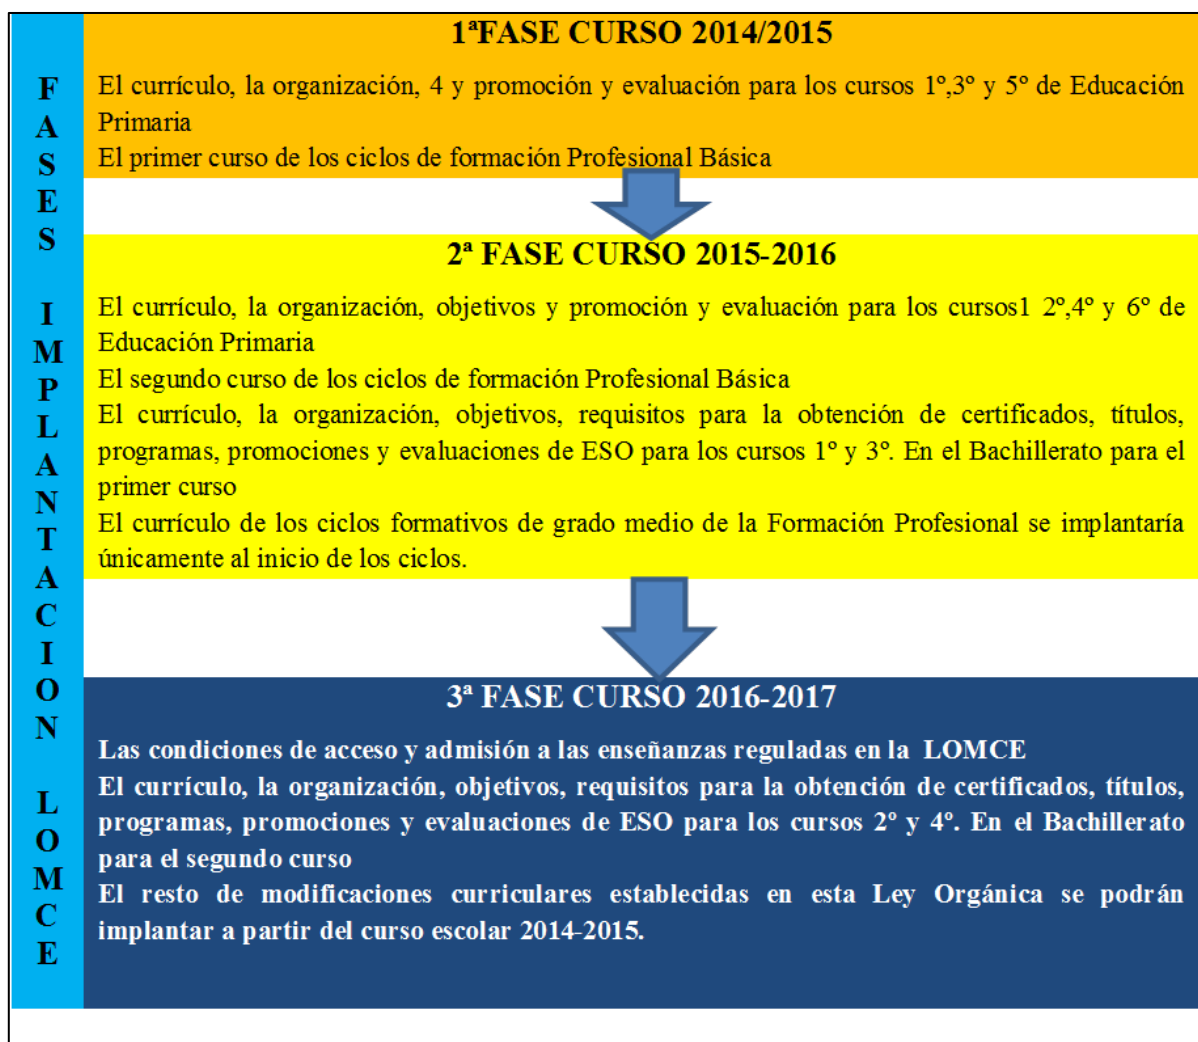 FASES IMPLANTACION LOMCE
1ªFASE CURSO 2014/2015
El currículo, la organización, 4 y promoción y evaluación para los cursos 1º,3º y 5º de Educación
Primaria
El primer curso de los ciclos de formación Profesional Básica
2ª FASE CURSO 2015-2016
El currículo, la organización, objetivos y promoción y evaluación para los cursos1 2º,4º y 6º de
Educación Primaria
El segundo curso de los ciclos de formación Profesional Básica
El currículo, la organización, objetivos, requisitos para la obtención de certificados, títulos,
programas, promociones y evaluaciones de ESO para los cursos 1º y 3º. En el Bachillerato para el
primer curso
El currículo de los ciclos formativos de grado medio de la Formación Profesional se implantaría
únicamente al inicio de los ciclos.
3ª FASE CURSO 2016-2017
Las condiciones de acceso y admisión a las enseñanzas reguladas en la LOMCE
El currículo, la organización, objetivos, requisitos para la obtención de certificados, títulos,
programas, promociones y evaluaciones de ESO para los cursos 2º y 4º. En el Bachillerato
para el segundo curso
El resto de modificaciones curriculares establecidas en esta Ley Orgánica se podrán
implantar a partir del curso escolar 2014-2015.